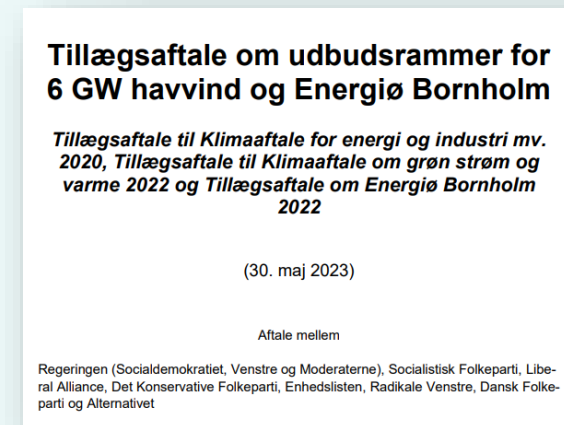 Tillægsaftale om udbudsrammer for
6 GW havvind og Energiø Bornholm
Tillægsaftale til Klimaaftale for energi og industri mv.
2020, Tillægsaftale til Klimaaftale om grøn strøm og
varme 2022 og Tillægsaftale om Energiø Bornholm
2022
(30. maj 2023)
Aftale mellem
Regeringen (Socialdemokratiet, Venstre og Moderaterne), Socialistisk Folkeparti, Libe-
ral Alliance, Det Konservative Folkeparti, Enhedslisten, Radikale Venstre, Dansk Folke-
parti og Alternativet